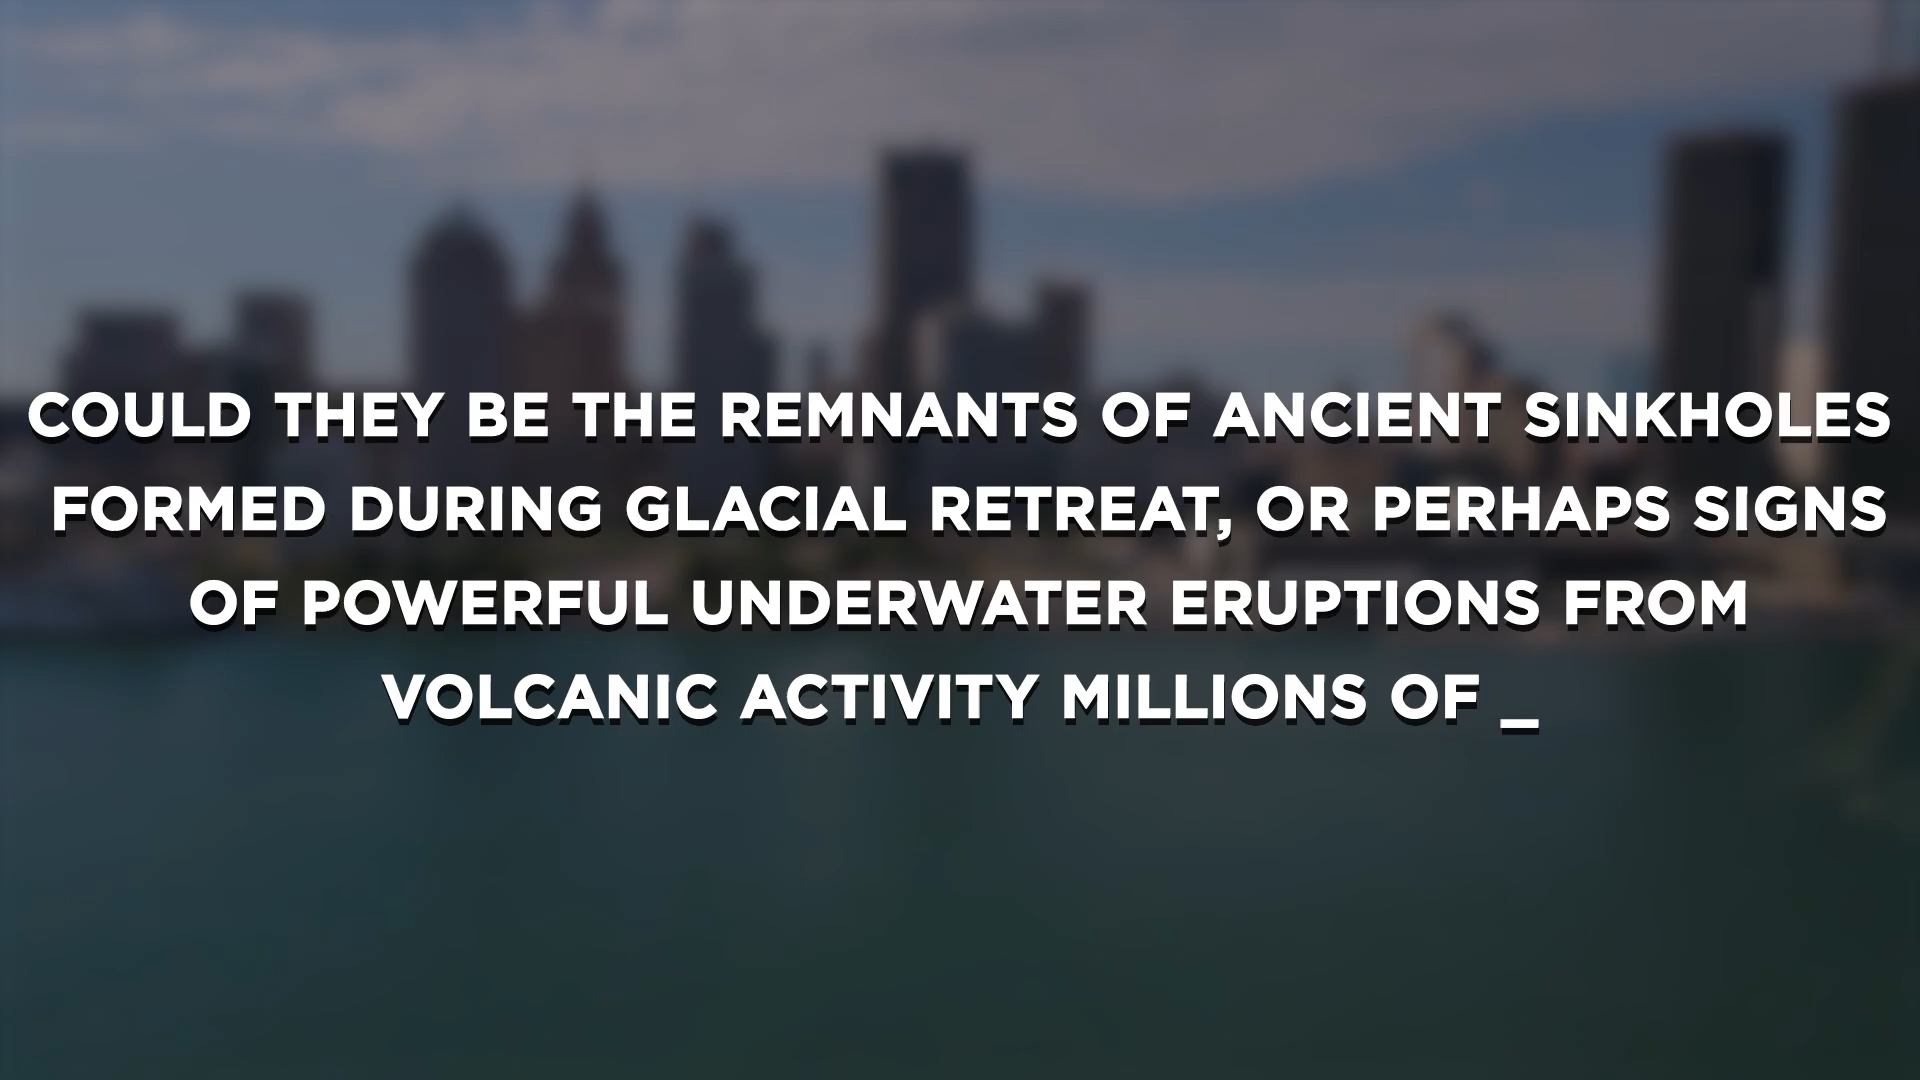 COULD THEY BE THE REMNANTS OF ANCIENT SINKHOLES
FORMED DURING GLACIAL RETREAT, OR PERHAPS SIGNS
OF POWERFUL UNDERWATER ERUPTIONS FROM
VOLCANIC ACTIVITY MILLIONS OF _